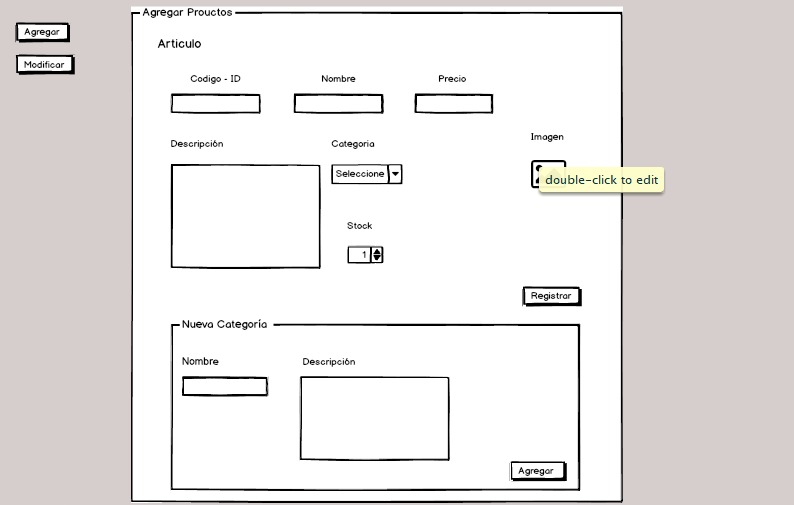 Agregar
Modificar
Agregar Prouctos
Articulo
Codigo - ID
Nombre
Precio
Descripción
Categoria
Imagen
Seleccione
double-click to edit
Stock
1
Registrar
Nueva Categoría
Nombre
Descripción
Agregar